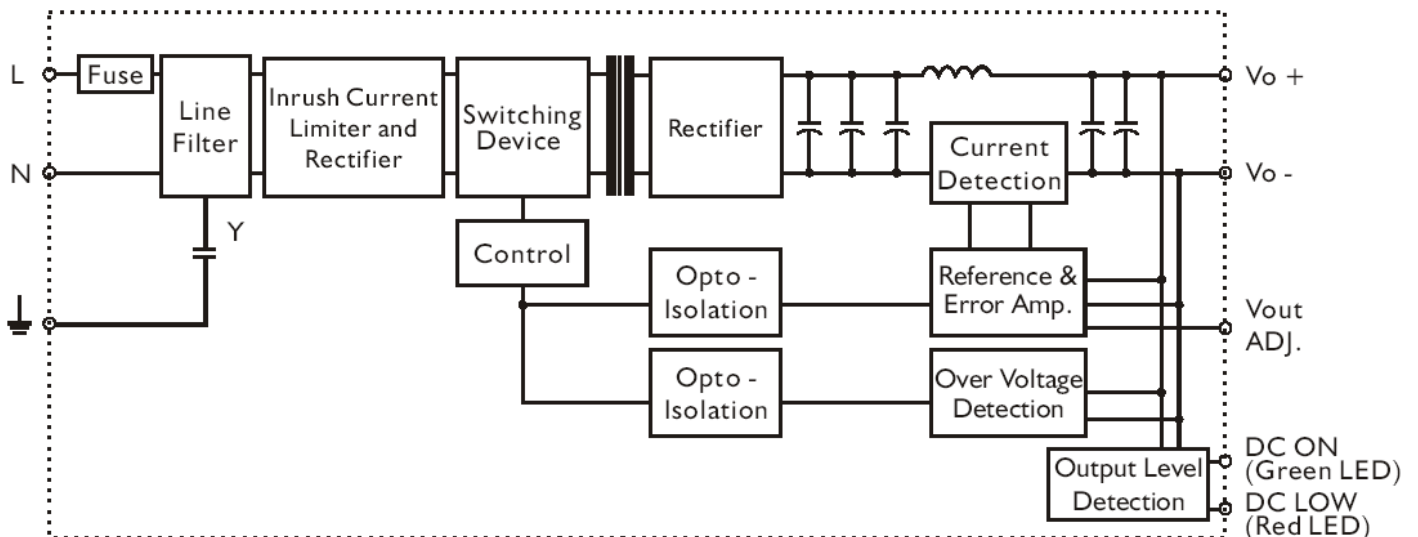 L
Fuse
Line
Filter
Inrush Current
Limiter and
Rectifier
Switching
Device
Rectifier
Current
Detection
Vo +
N
Vo -
Y
Control
Opto -
Isolation
Reference &
Error Amp.
Vout
ADJ.
Opto -
Isolation
Over Voltage
Detection
Output Level
Detection
DC ON
(Green LED)
DC LOW
(Red LED)